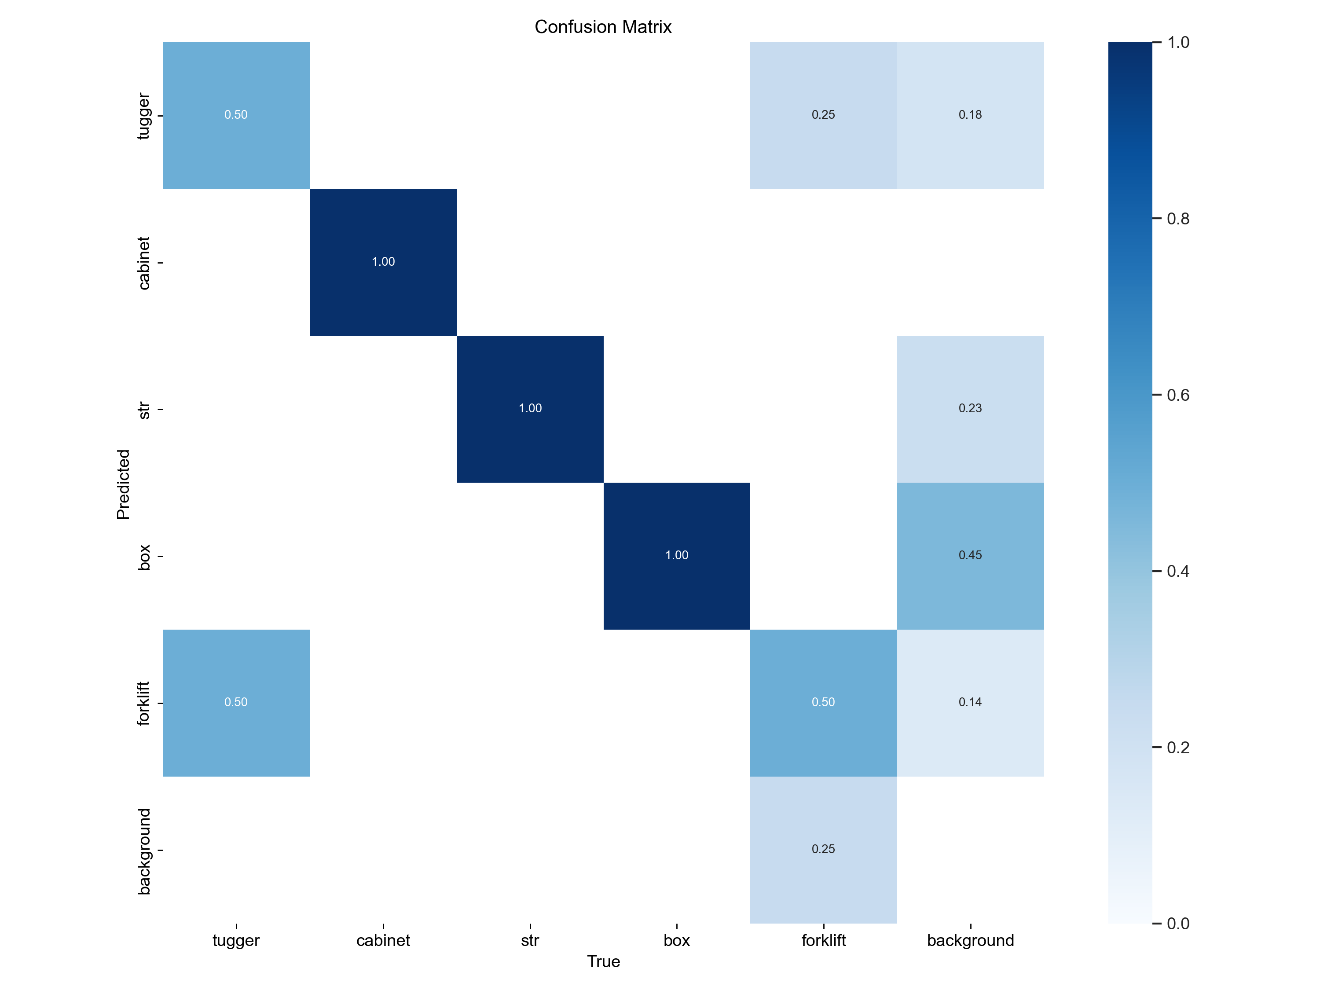 Confusion Matrix
tugger
0.50
0.25
0.18
1.0
cabinet
1.00
0.8
str
1.00
0.23
0.6
Predicted
box
1.00
0.45
0.4
forklift
0.50
0.50
0.14
0.2
background
0.25
0.0
tugger cabinet str box forklift background
True